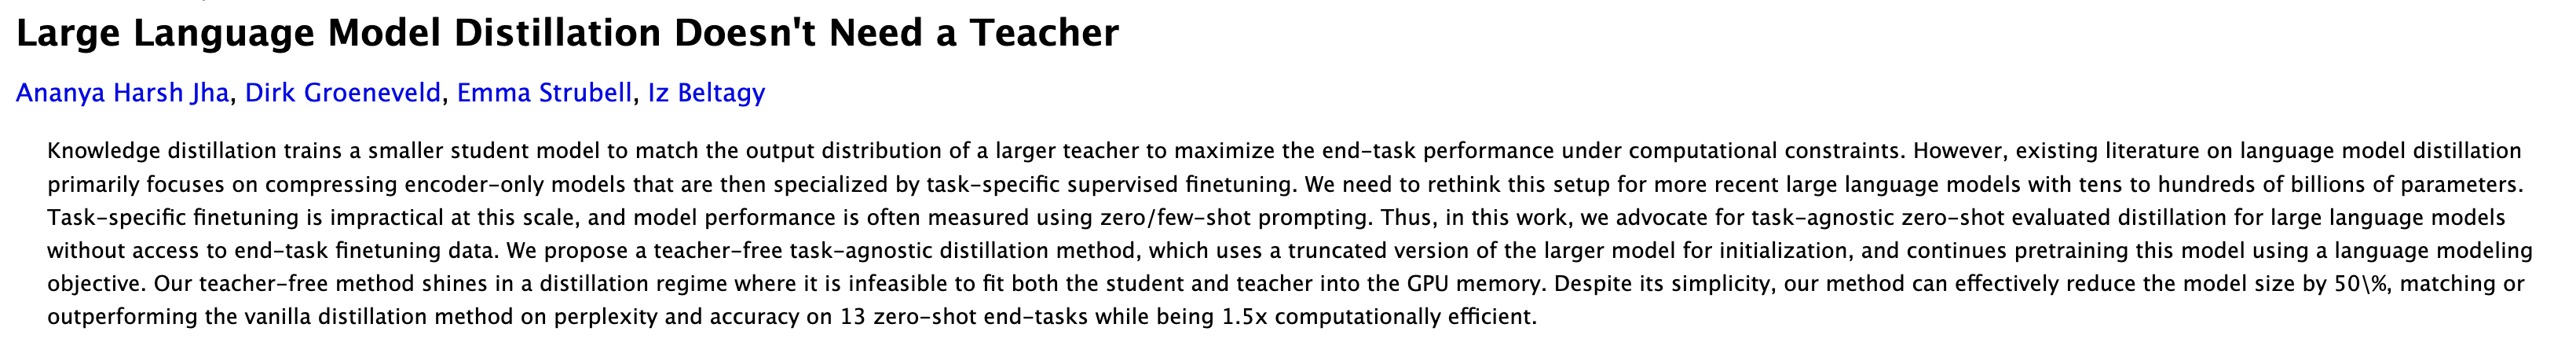 Large Language Model Distillation Doesn't Need a Teacher
Ananya Harsh Jha, Dirk Groeneveld, Emma Strubell, Iz Beltagy
Knowledge distillation trains a smaller student model to match the output distribution of a larger teacher to maximize the end-task performance under computational constraints. However, existing literature on language model distillation
primarily focuses on compressing encoder-only models that are then specialized by task-specific supervised finetuning. We need to rethink this setup for more recent large language models with tens to hundreds of billions of parameters.
Task-specific finetuning is impractical at this scale, and model performance is often measured using zero/few-shot prompting. Thus, in this work, we advocate for task-agnostic zero-shot evaluated distillation for large language models
without access to end-task finetuning data. We propose a teacher-free task-agnostic distillation method, which uses a truncated version of the larger model for initialization, and continues pretraining this model using a language modeling
objective. Our teacher-free method shines in a distillation regime where it is infeasible to fit both the student and teacher into the GPU memory. Despite its simplicity, our method can effectively reduce the model size by 50\%, matching or
outperforming the vanilla distillation method on perplexity and accuracy on 13 zero-shot end-tasks while being 1.5x computationally efficient.